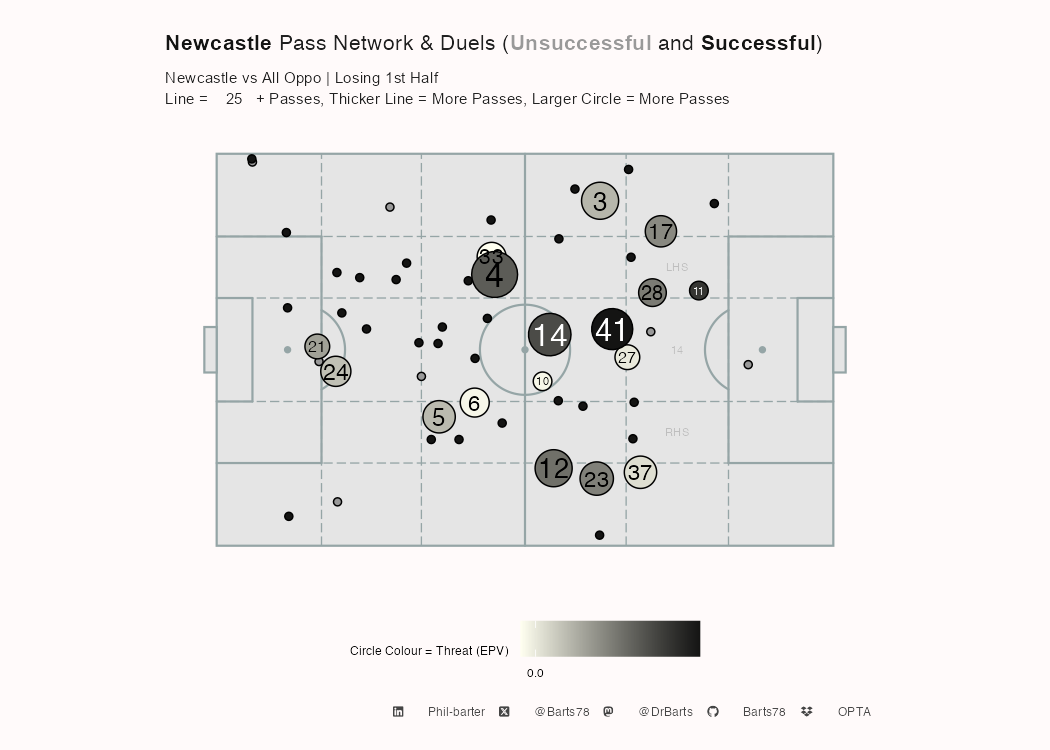 Newcastle Pass Network & Duels (Unsuccessful and Successful)
Newcastle vs All Oppo | Losing 1st Half
Line = 25 + Passes, Thicker Line = More Passes, Larger Circle = More Passes
3
17
33
4
LHS
28
11
14
41
21
27
14
24
10
6
5
RHS
12
23
37
Circle Colour = Threat (EPV)
0.0
Phil-barter @Barts78 @DrBarts Barts78 OPTA